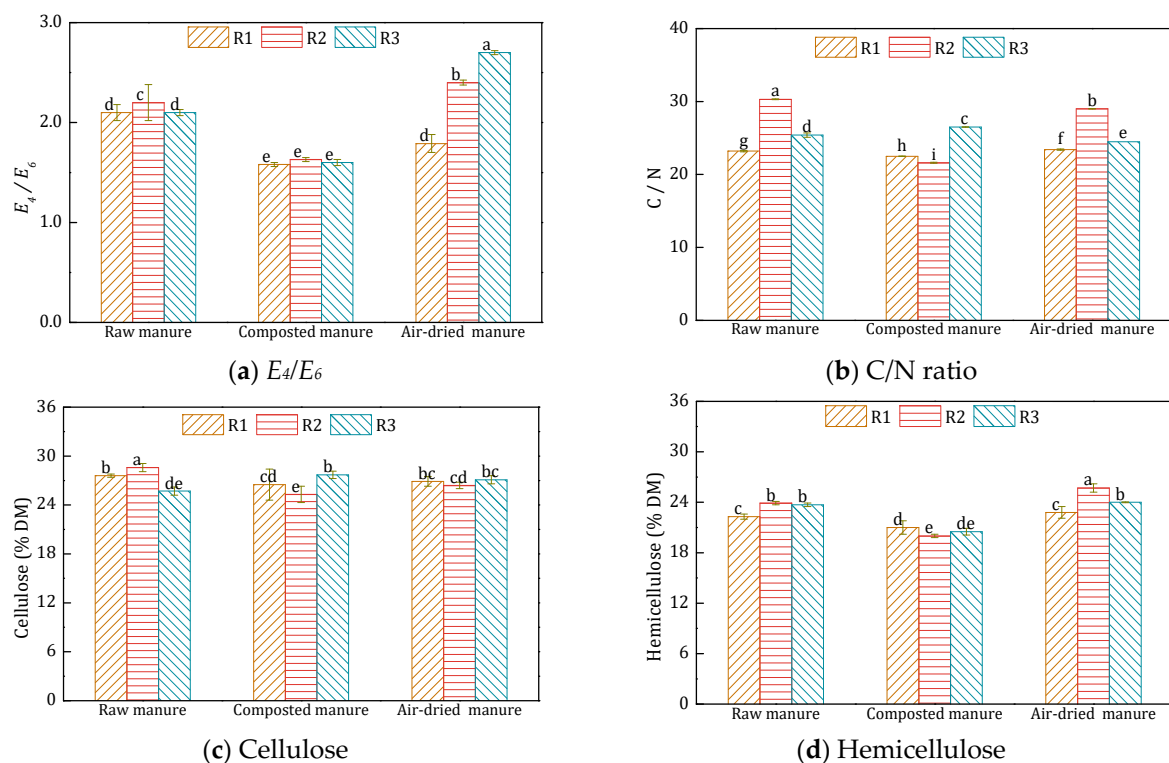 3.0
2.0
1.0
0.0
E4 / E6
R1 R2 R3
d c d
e e e
d b a
Raw manure Composted manure Air-dried manure
(a) E4/E6
40
30
20
10
0
C / N
R1 R2 R3
g a d
h i c
f b e
Raw manure Composted manure Air-dried manure
(b) C/N ratio
36
30
24
18
12
6
0
Cellulose (% DM)
R1 R2 R3
b a de
cd e b
bc cd bc
Raw manure Composted manure Air-dried manure
(c) Cellulose
36
30
24
18
12
6
0
Hemicellulose (% DM)
R1 R2 R3
c b b
d e de
c a b
Raw manure Composted manure Air-dried manure
(d) Hemicellulose